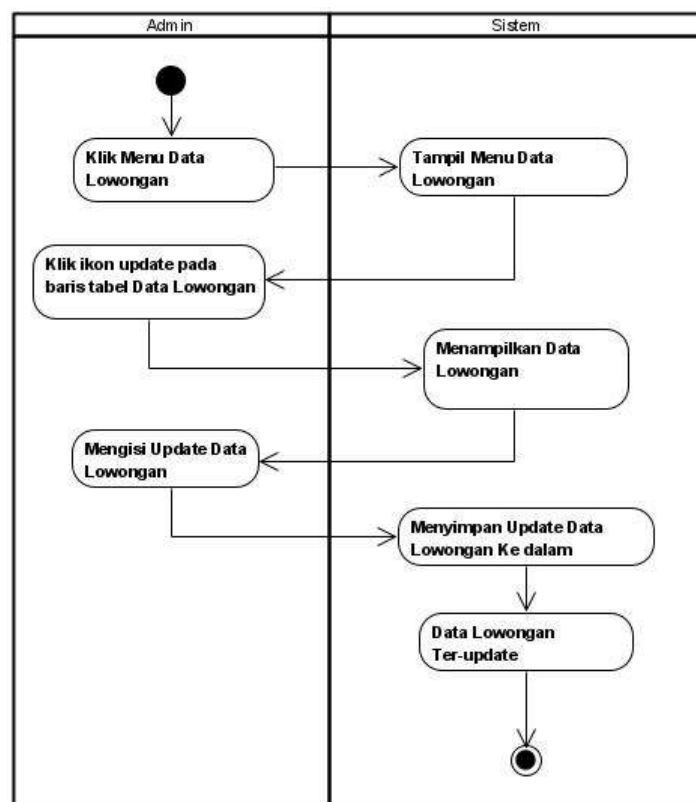 Admin
Sistem
Klik Menu Data
Lowongan
Tampil Menu Data
Lowongan
Klik ikon update pada
baris tabel Data Lowongan
Menampilkan Data
Lowongan
Mengisi Update Data
Lowongan
Menyimpan Update Data
Lowongan Ke dalam
Data Lowongan
Ter-update